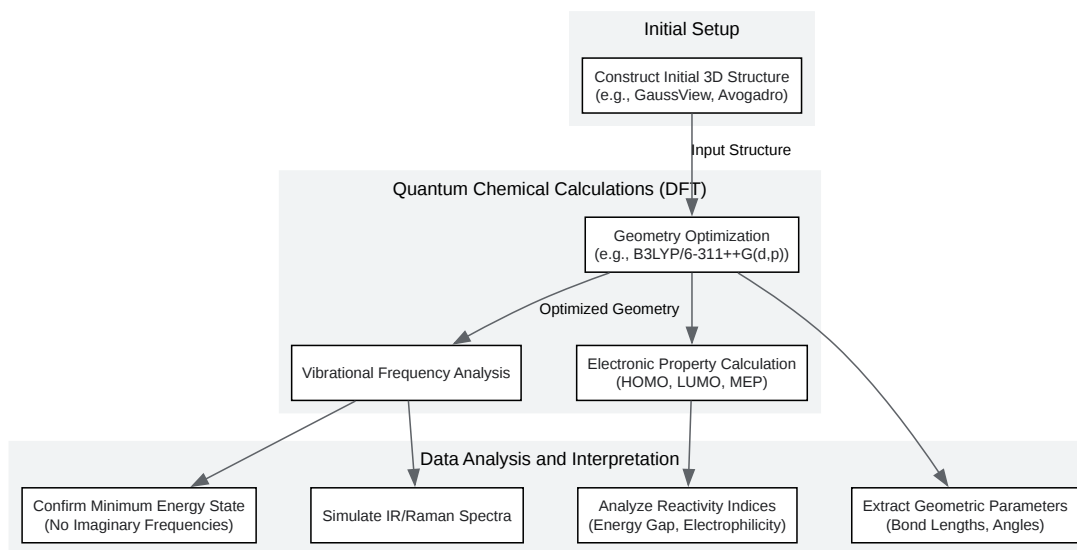 Initial Setup
Construct Initial 3D Structure
(e.g., GaussView, Avogadro)
Input Structure
Quantum Chemical Calculations (DFT)
Geometry Optimization
(e.g., B3LYP/6-311++G(d,p))
Optimized Geometry
Vibrational Frequency Analysis
Electronic Property Calculation
(HOMO, LUMO, MEP)
Data Analysis and Interpretation
Confirm Minimum Energy State
(No Imaginary Frequencies)
Simulate IR/Raman Spectra
Analyze Reactivity Indices
(Energy Gap, Electrophilicity)
Extract Geometric Parameters
(Bond Lengths, Angles)